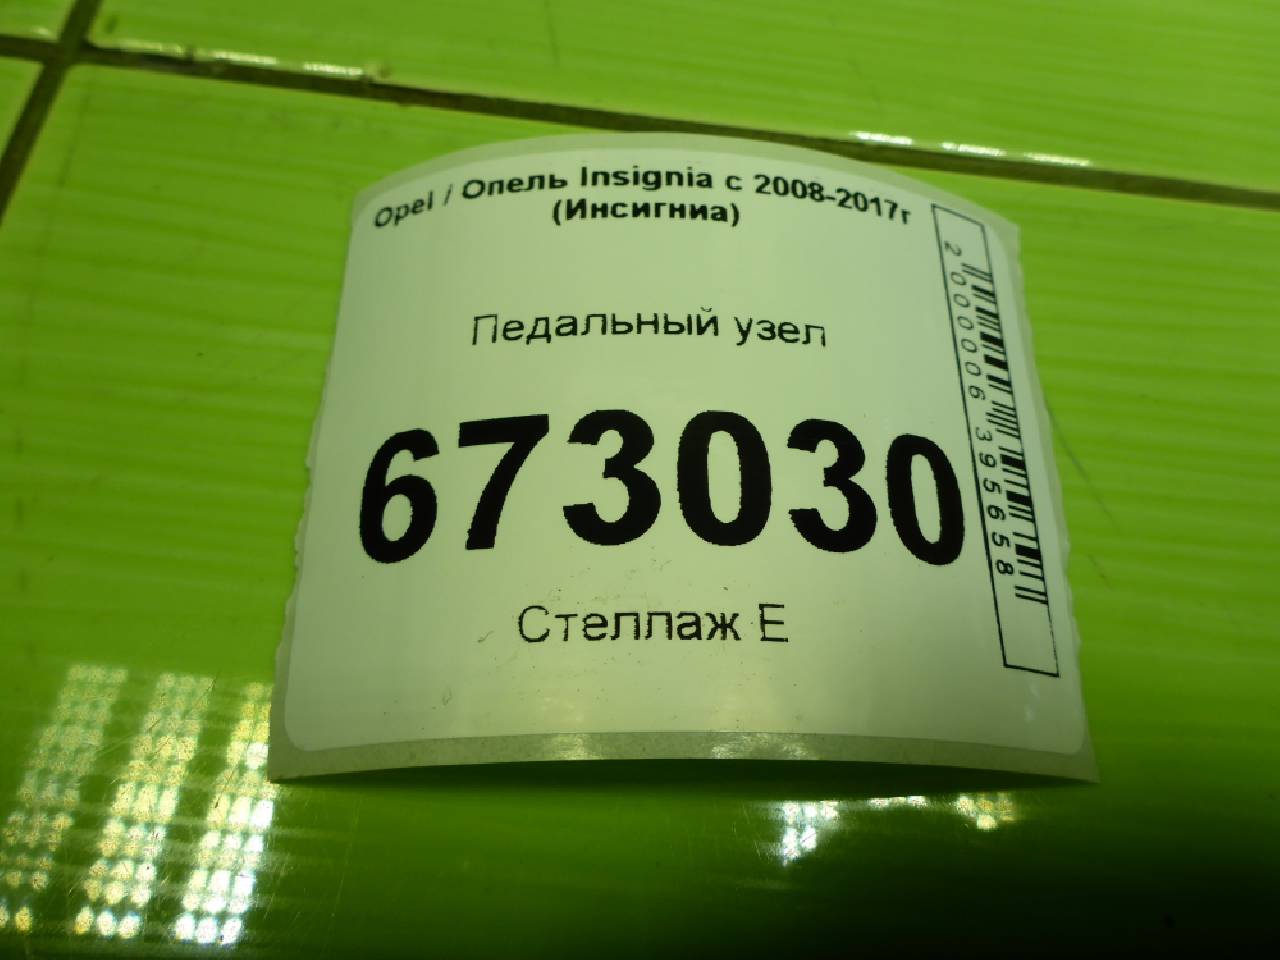 Opel / Опель Insignia с 2008-2017г
(Инсигниа)
Педальный узел
673030
Стеллаж Е
2000006395658